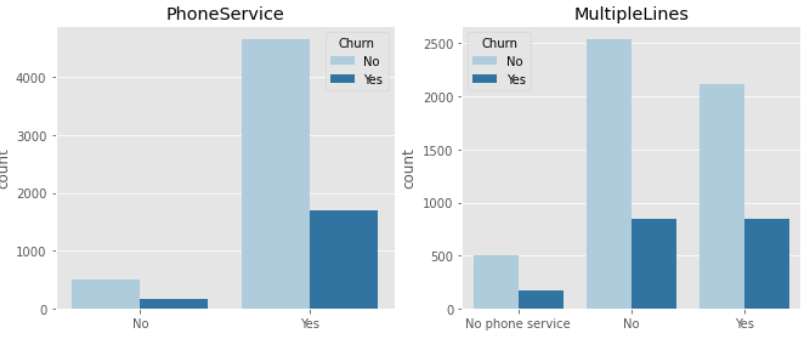 PhoneService
Churn
No
Yes
4000
3000
2000
1000
0
count
No
Yes
MultipleLines
Churn
No
Yes
2500
2000
1500
1000
500
0
count
No phone service
No
Yes